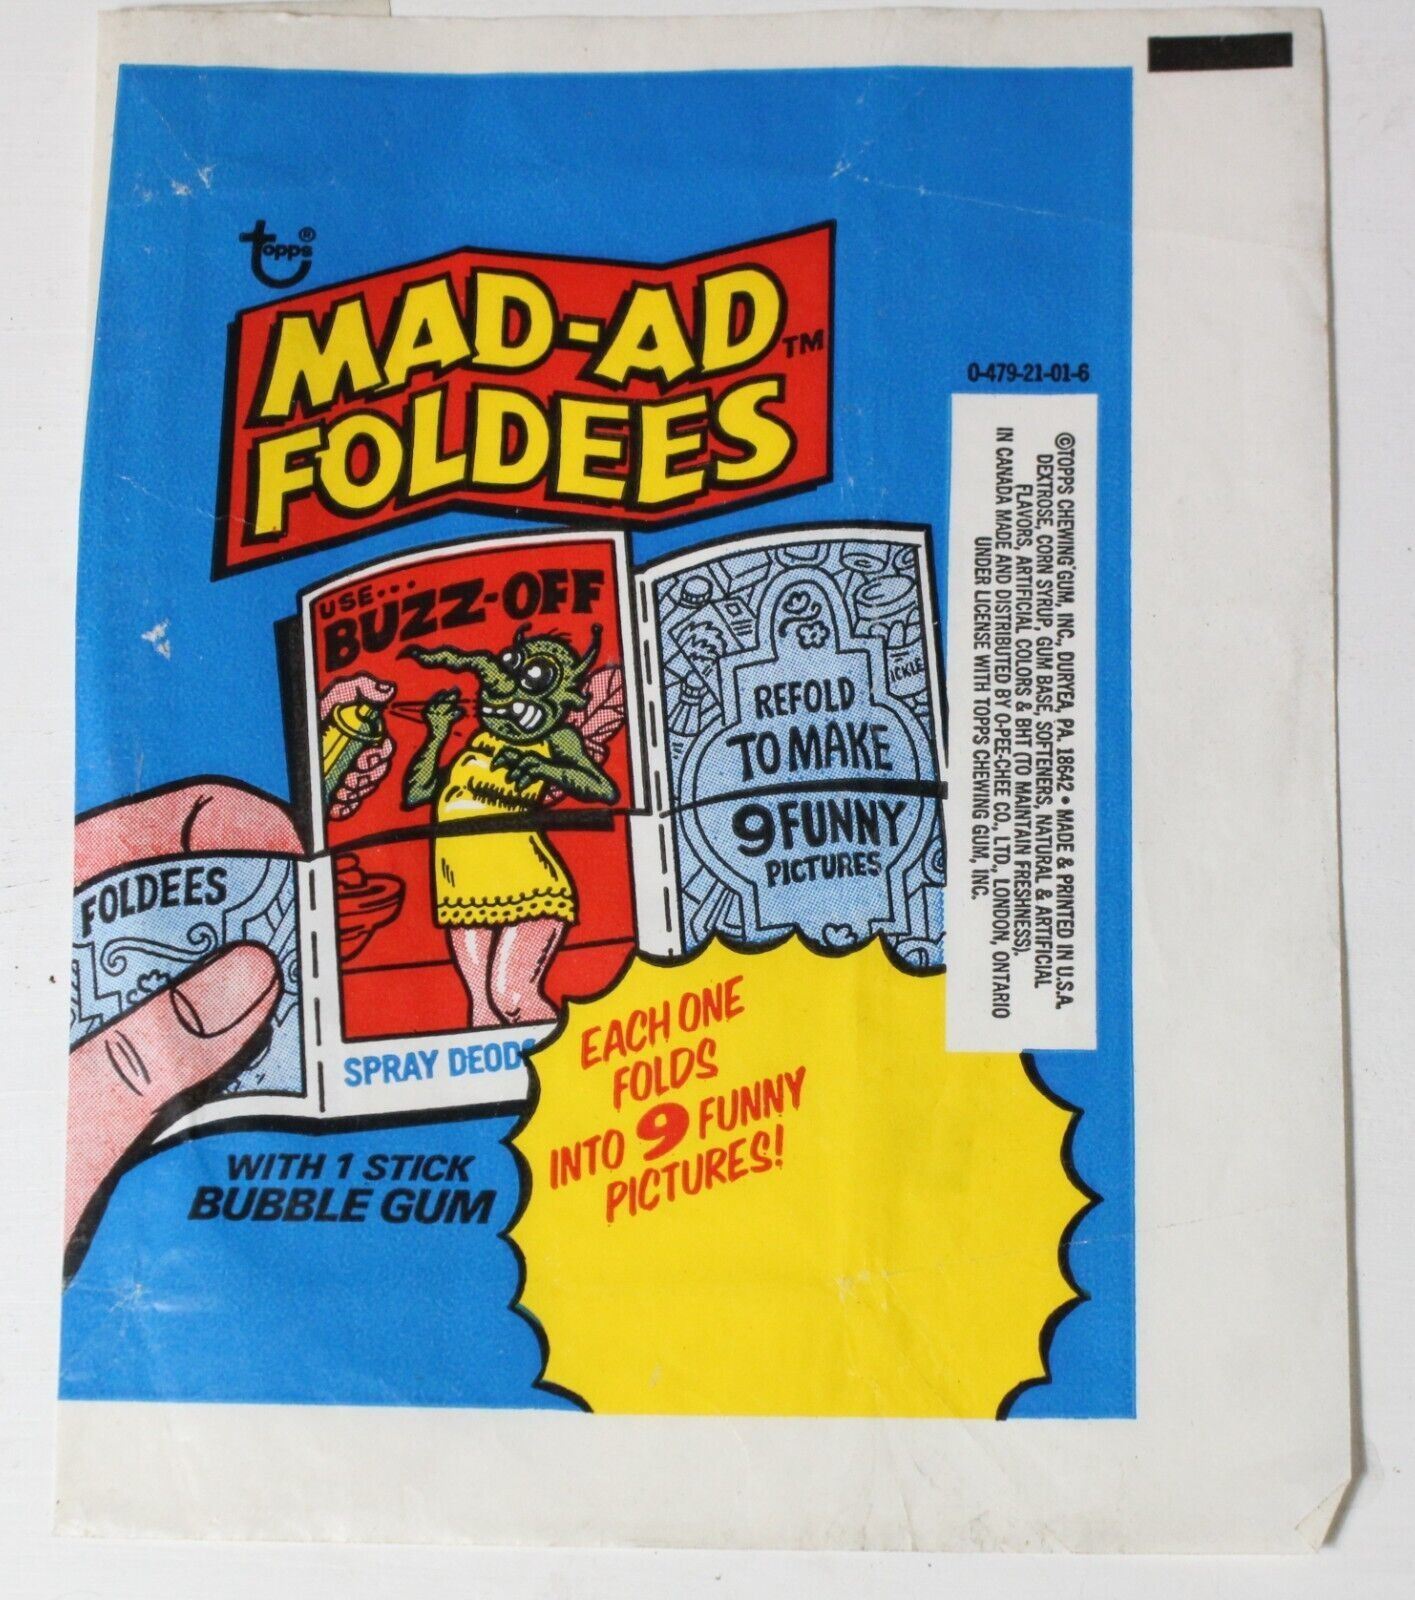 topps®
MAD-AD™
FOLDEES
0-479-21-01-6
©TOPPS CHEWING GUM, INC., DURYEA, PA. 18642 • MADE & PRINTED IN U.S.A.
DEXTROSE, CORN SYRUP, GUM BASE, SOFTENERS, NATURAL & ARTIFICIAL
FLAVORS, ARTIFICIAL COLORS & BHT (TO MAINTAIN FRESHNESS).
IN CANADA MADE AND DISTRIBUTED BY O-PEE-CHEE CO., LTD., LONDON, ONTARIO
UNDER LICENSE WITH TOPPS CHEWING GUM, INC.
USE...
BUZZ-OFF
REFOLD
TO MAKE
9 FUNNY
PICTURES
ICKLE
FOLDEES
SPRAY DEOD
EACH ONE
FOLDS
INTO 9 FUNNY
PICTURES!
WITH 1 STICK
BUBBLE GUM